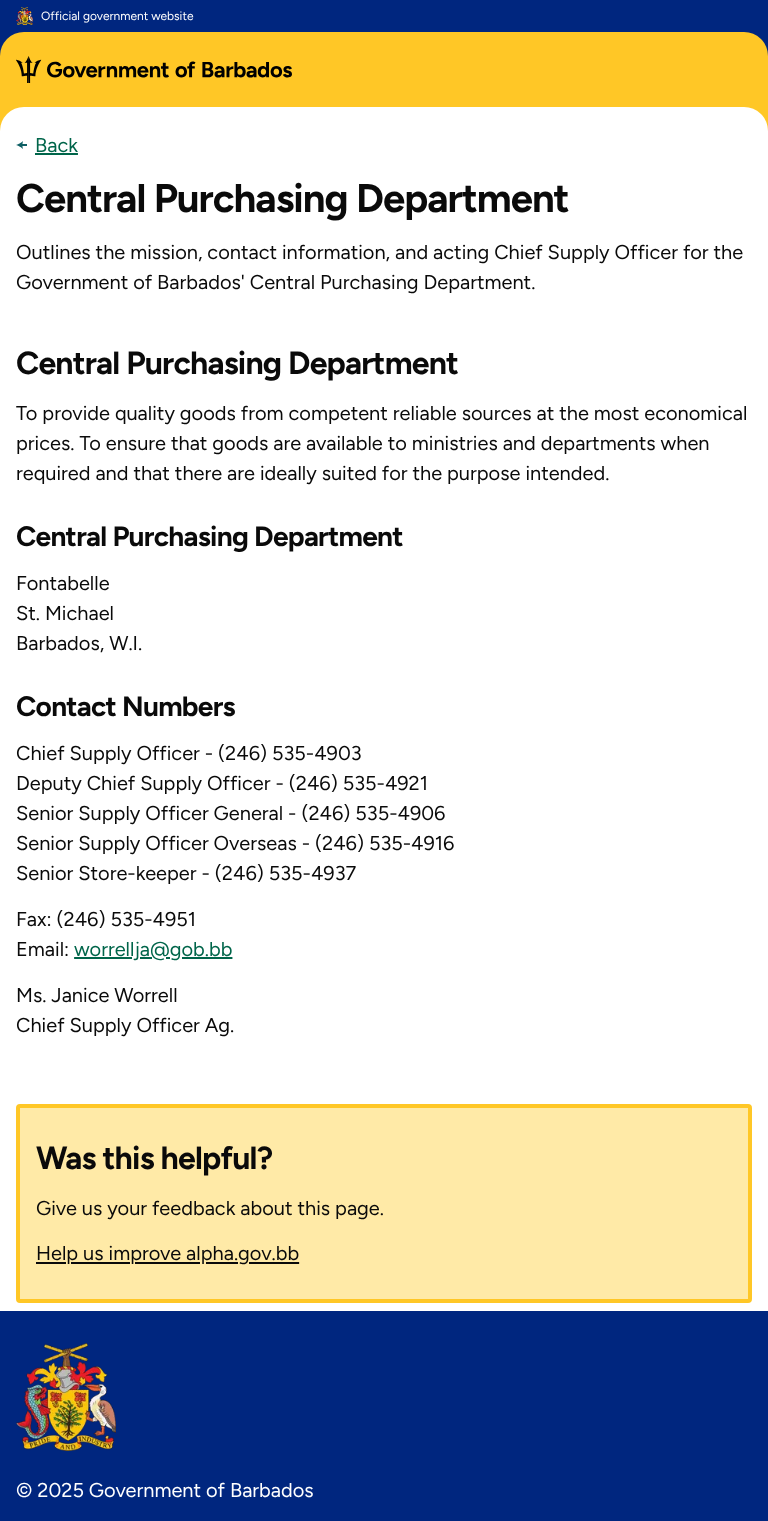 Official government website
Government of Barbados
Back
Central Purchasing Department
Outlines the mission, contact information, and acting Chief Supply Officer for the
Government of Barbados' Central Purchasing Department.
Central Purchasing Department
To provide quality goods from competent reliable sources at the most economical
prices. To ensure that goods are available to ministries and departments when
required and that there are ideally suited for the purpose intended.
Central Purchasing Department
Fontabelle
St. Michael
Barbados, W.I.
Contact Numbers
Chief Supply Officer - (246) 535-4903
Deputy Chief Supply Officer - (246) 535-4921
Senior Supply Officer General - (246) 535-4906
Senior Supply Officer Overseas - (246) 535-4916
Senior Store-keeper - (246) 535-4937
Fax: (246) 535-4951
Email: worrellja@gob.bb
Ms. Janice Worrell
Chief Supply Officer Ag.
Was this helpful?
Give us your feedback about this page.
Help us improve alpha.gov.bb
PRIDE AND INDUSTRY
© 2025 Government of Barbados